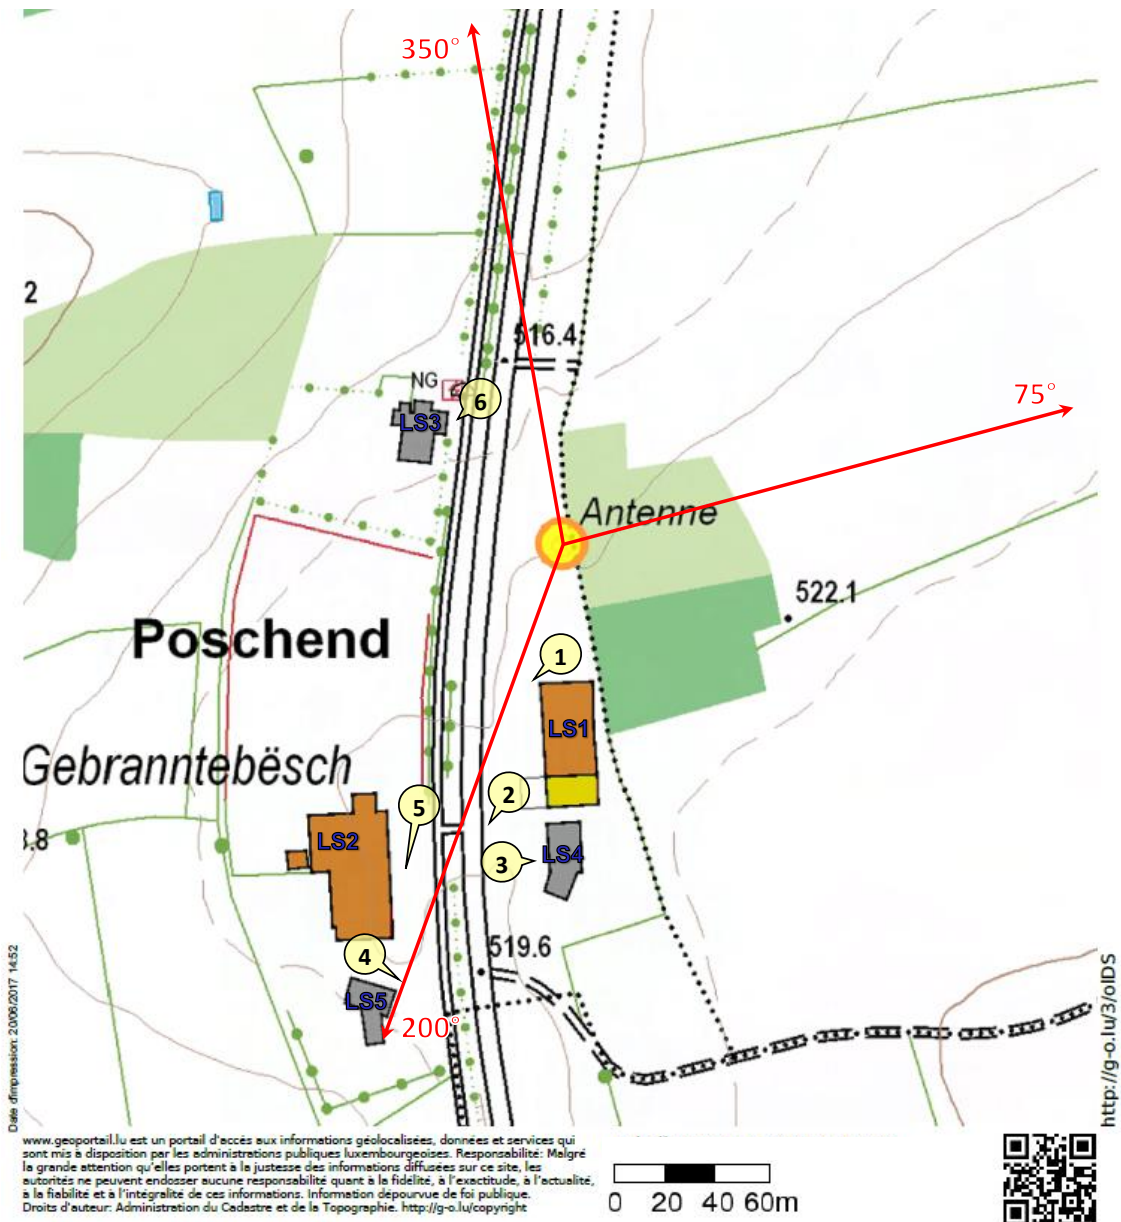 350°
2
516.4
NG
6
LS3
75°
Antenne
522.1
Poschend
1
LS1
Gebranntebësch
2
5
LS2
3.8
3
LS4
4
519.6
LS5
200°
Date d'impression: 20/06/2017 14:52
http://g-o.lu/3/oIDS
www.geoportail.lu est un portail d'accès aux informations géolocalisées, données et services qui
sont mis à disposition par les administrations publiques luxembourgeoises. Responsabilité: Malgré
la grande attention qu'elles portent à la justesse des informations diffusées sur ce site, les
autorités ne peuvent endosser aucune responsabilité quant à la fidélité, à l'exactitude, à l'actualité,
à la fiabilité et à l'intégralité de ces informations. Information dépourvue de foi publique.
Droits d'auteur: Administration du Cadastre et de la Topographie. http://g-o.lu/copyright
0 20 40 60m